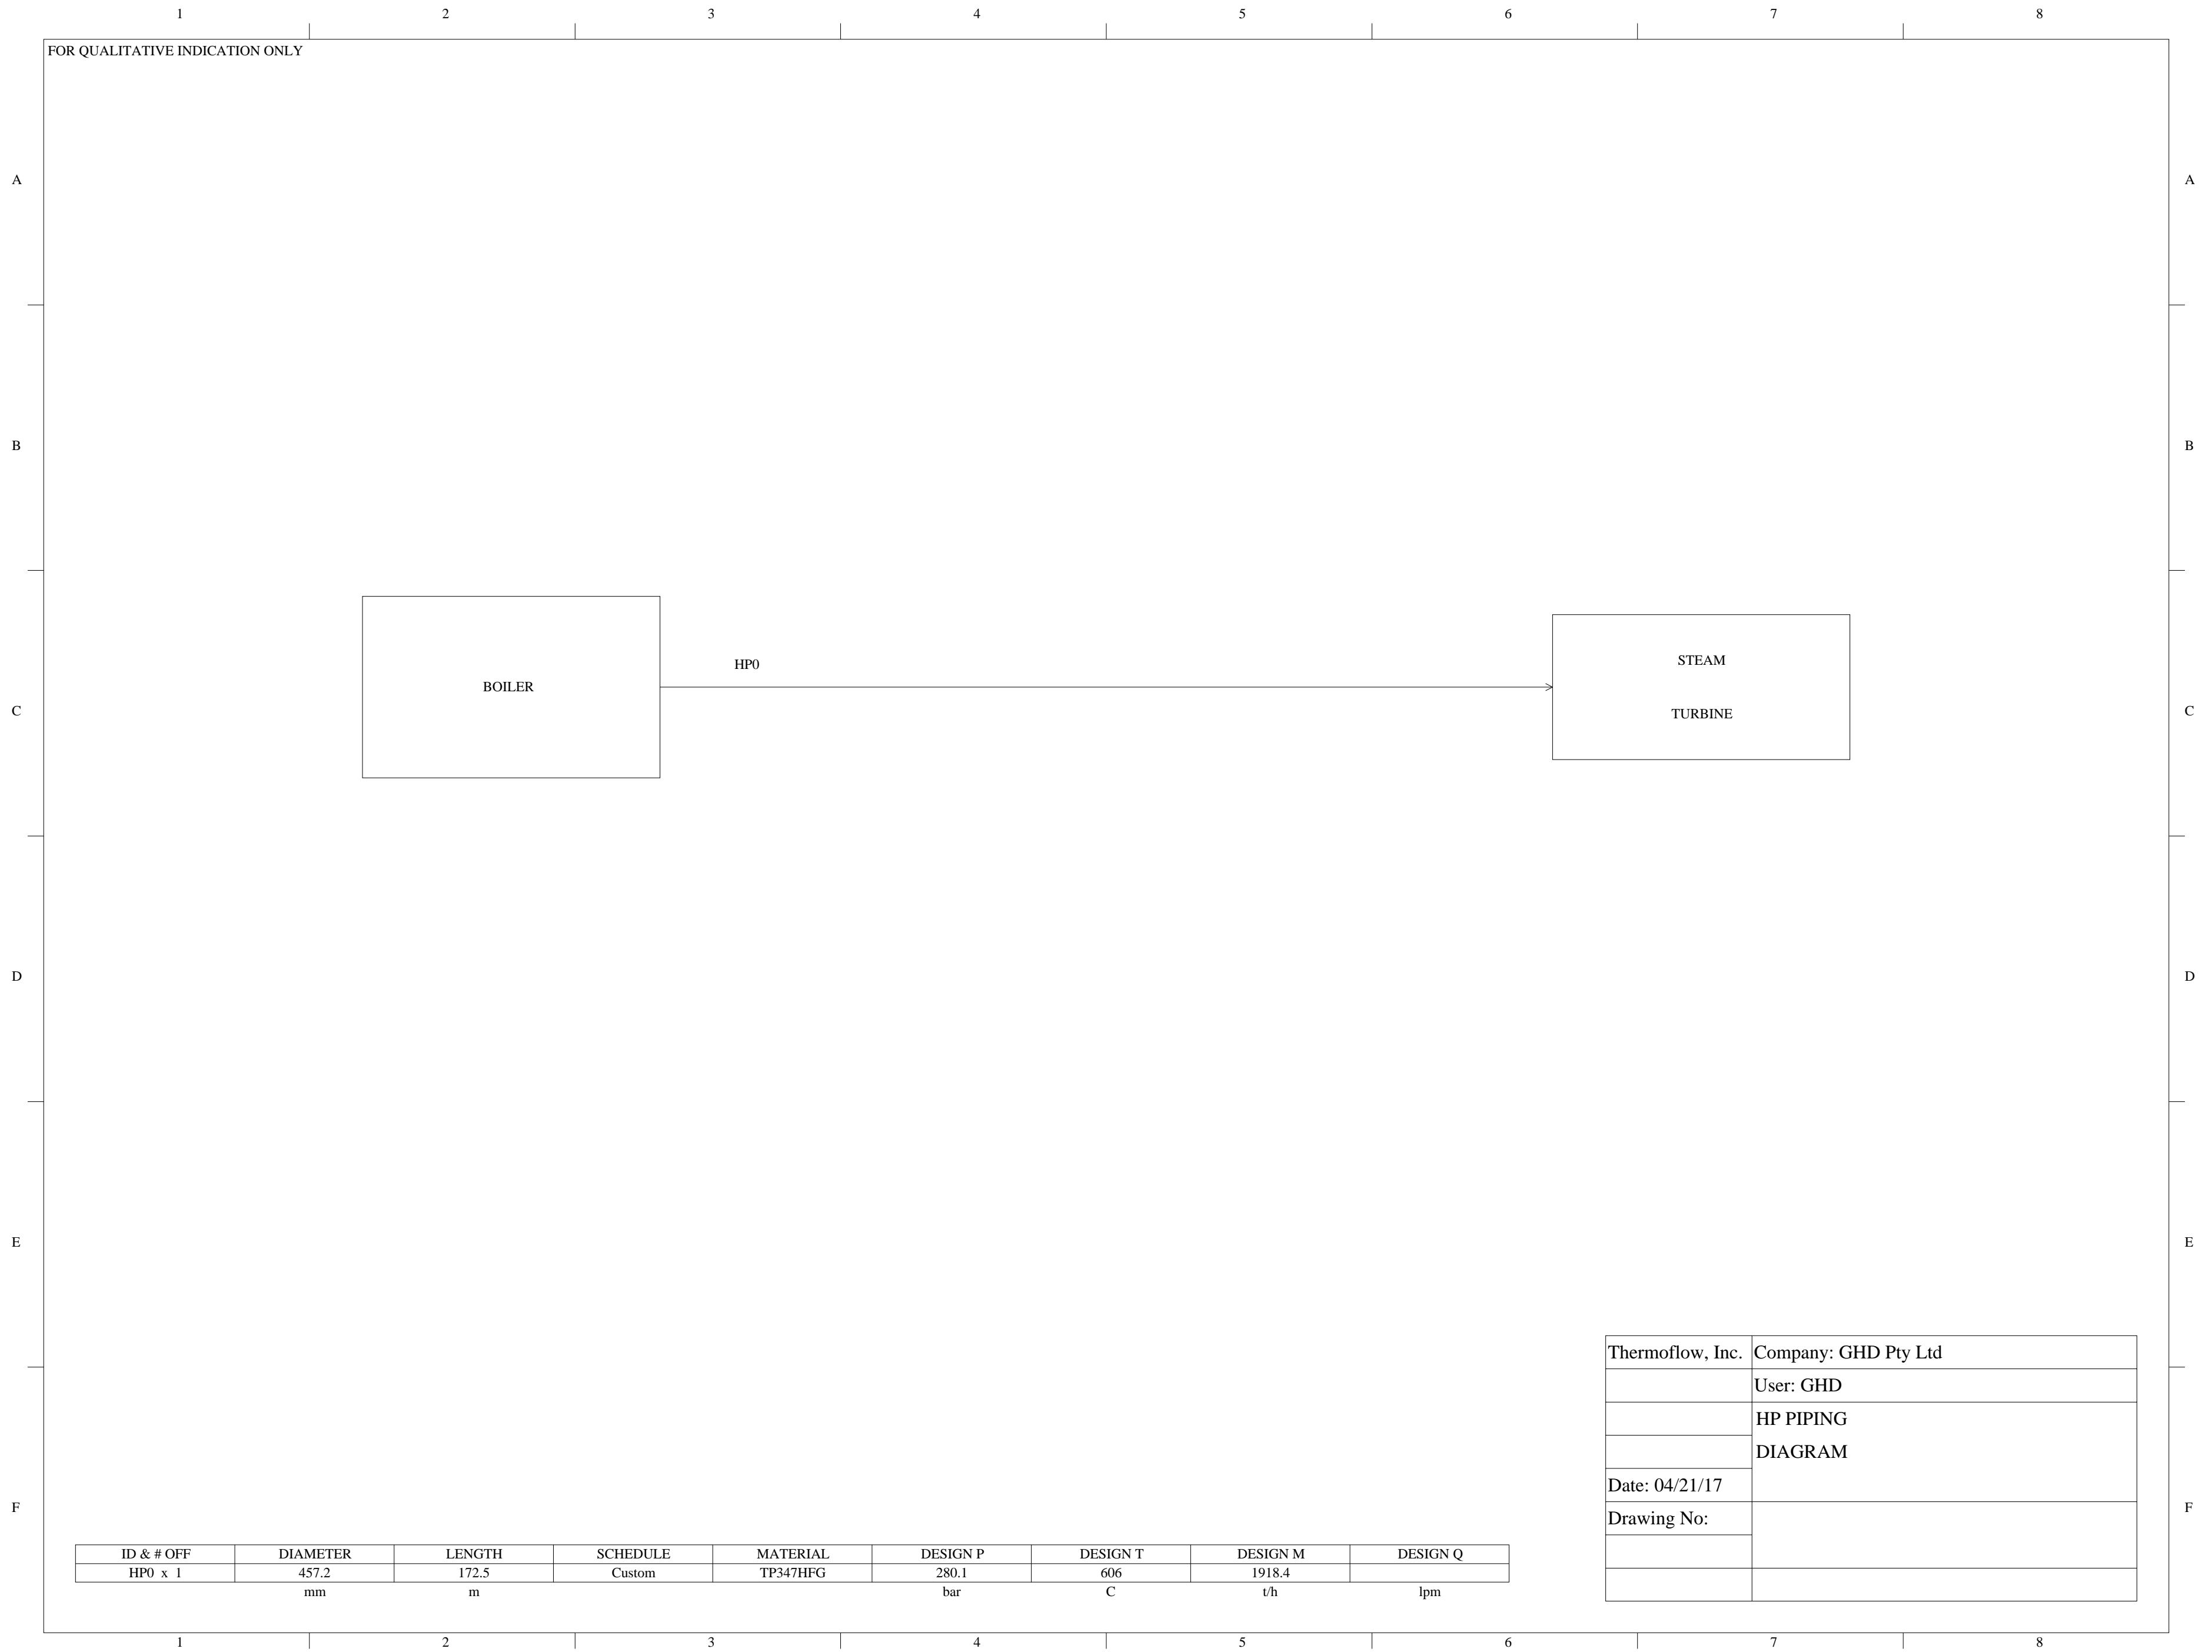 1 2 3 4 5 6 7 8
FOR QUALITATIVE INDICATION ONLY
A A
B B
HP0
STEAM
BOILER
TURBINE
C C
D D
E E
Thermoflow, Inc. Company: GHD Pty Ltd
User: GHD
HP PIPING
DIAGRAM
Date: 04/21/17
F F
Drawing No:
ID & # OFF DIAMETER LENGTH SCHEDULE MATERIAL DESIGN P DESIGN T DESIGN M DESIGN Q
HP0 x 1 457.2 172.5 Custom TP347HFG 280.1 606 1918.4
mm m bar C t/h lpm
1 2 3 4 5 6 7 8